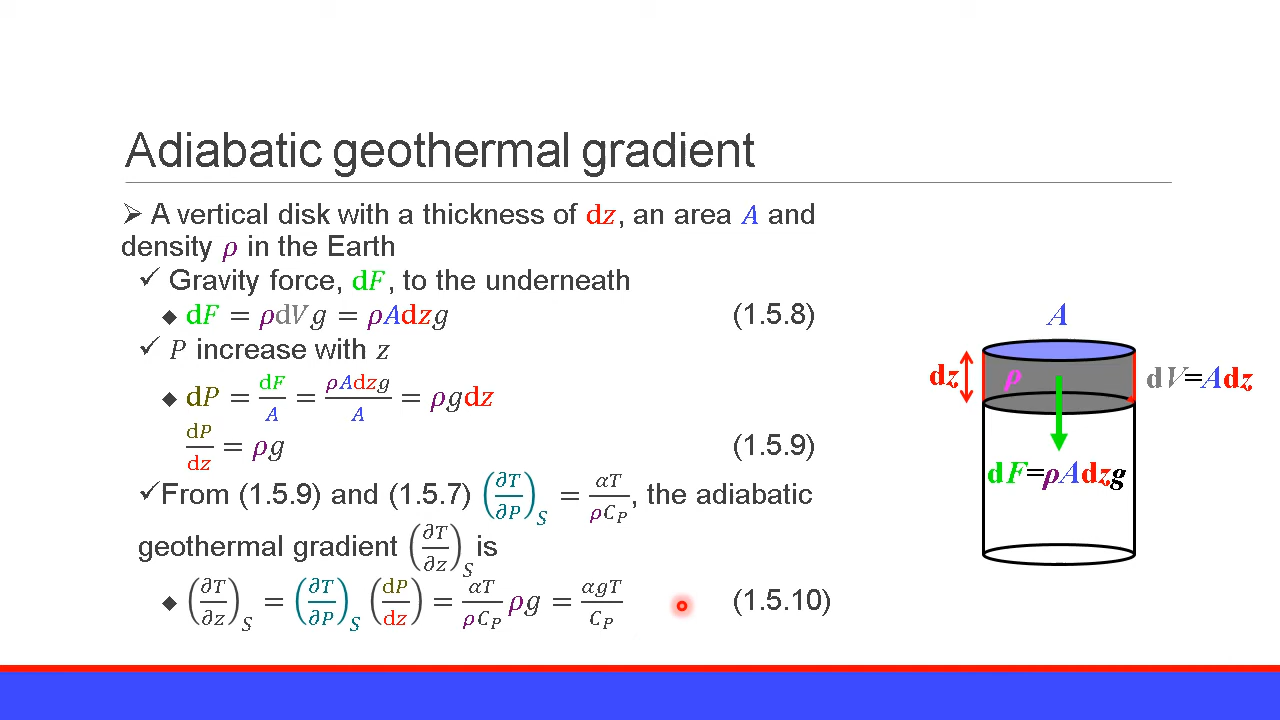 Adiabatic geothermal gradient
➢ A vertical disk with a thickness of dz, an area A and
density ρ in the Earth
✓ Gravity force, dF, to the underneath
◆ dF = ρdVg = ρAdzg (1.5.8)
✓ P increase with z
◆ dP = dF/A = ρAdzg/A = ρgdz
dP/dz = ρg (1.5.9)
✓From (1.5.9) and (1.5.7) (∂T/∂P)_S = αT/ρC_P, the adiabatic
geothermal gradient (∂T/∂z)_S is
◆ (∂T/∂z)_S = (∂T/∂P)_S (dP/dz) = αT/ρC_P ρg = αgT/C_P (1.5.10)
A
dz
ρ
dV=Adz
dF=ρAdzg